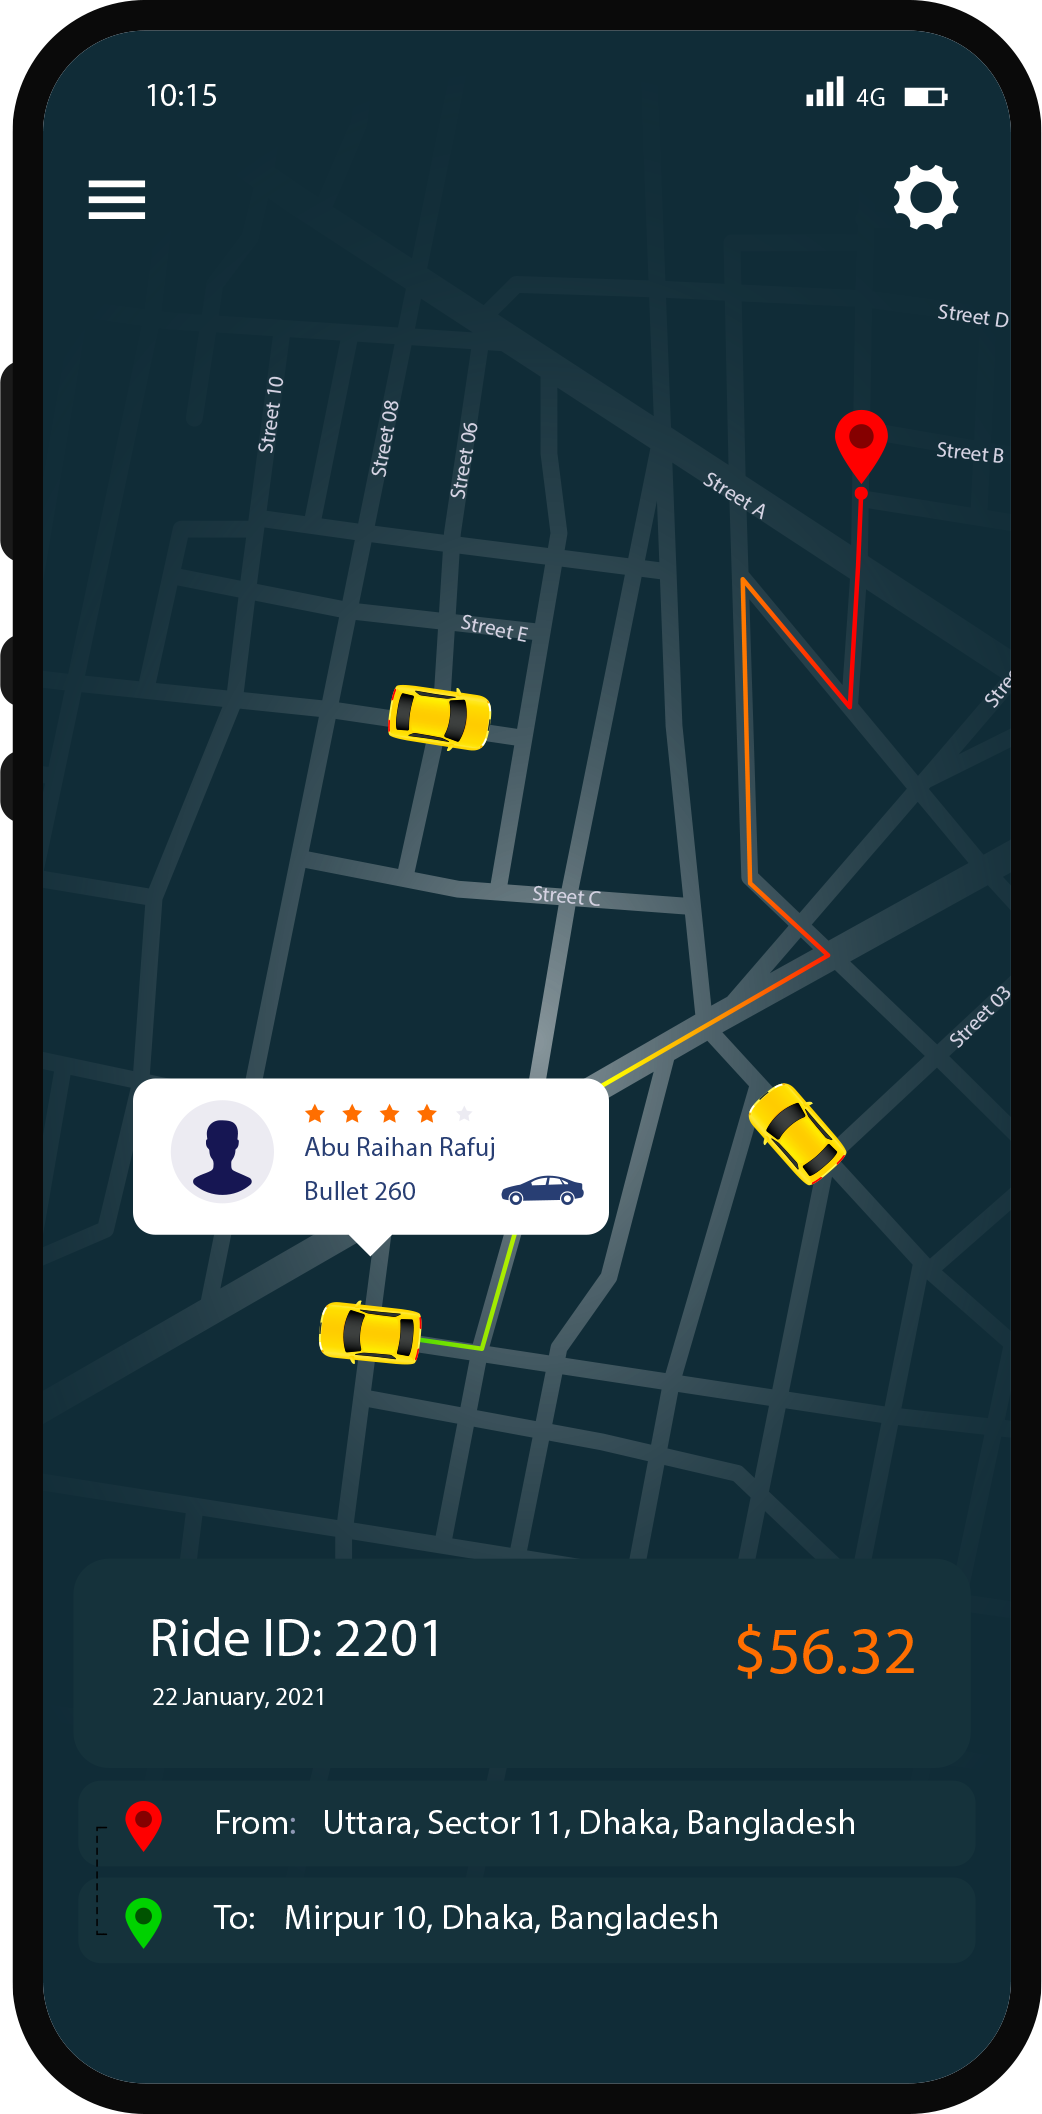 10:15
4G
Street D
Street 10
Street 08
Street 06
Street B
Street A
Street E
Street C
Street 03
Abu Raihan Rafuj
Bullet 260
Ride ID: 2201
$56.32
22 January, 2021
From: Uttara, Sector 11, Dhaka, Bangladesh
To: Mirpur 10, Dhaka, Bangladesh